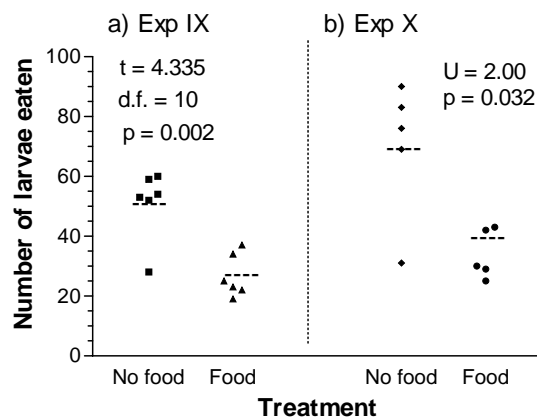 a) Exp IX
b) Exp X
t = 4.335
d.f. = 10
p = 0.002
U = 2.00
p = 0.032
Number of larvae eaten
100
80
60
40
20
0
No food Food No food Food
Treatment